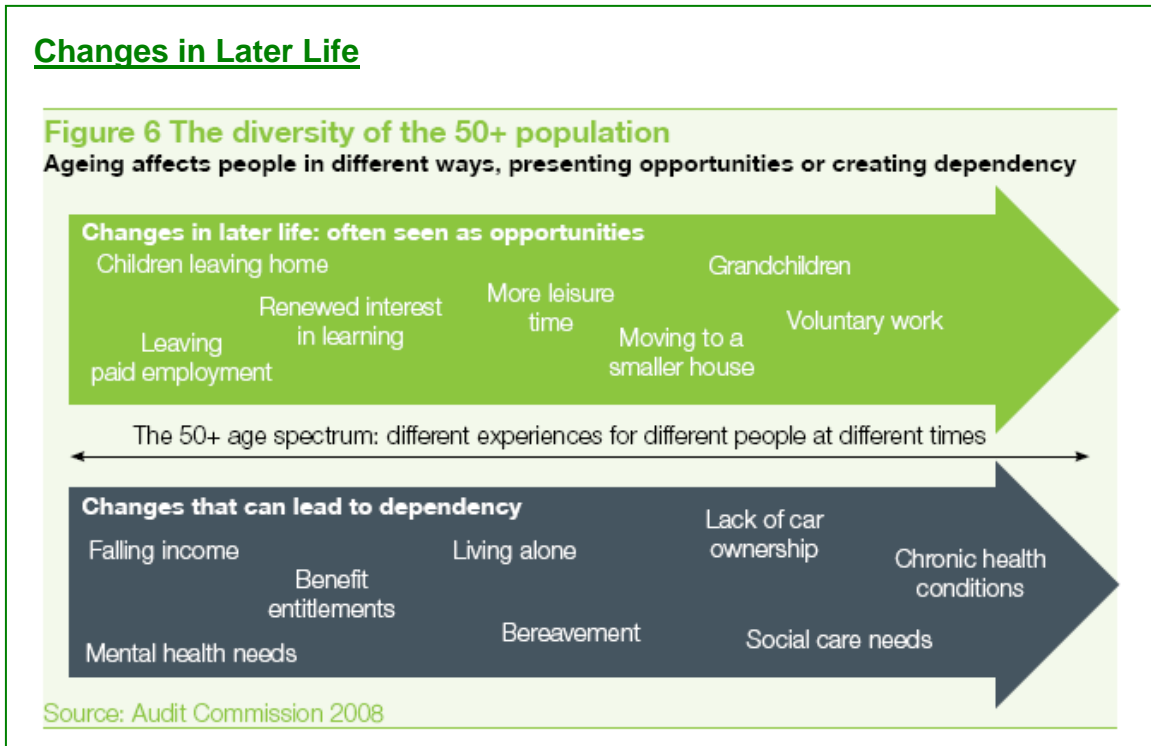 Changes in Later Life
Figure 6 The diversity of the 50+ population
Ageing affects people in different ways, presenting opportunities or creating dependency
Changes in later life: often seen as opportunities
Children leaving home
Renewed interest
in learning
Leaving
paid employment
More leisure
time
Grandchildren
Moving to a
smaller house
Voluntary work
The 50+ age spectrum: different experiences for different people at different times
Changes that can lead to dependency
Falling income
Benefit
entitlements
Mental health needs
Living alone
Bereavement
Lack of car
ownership
Social care needs
Chronic health
conditions
Source: Audit Commission 2008